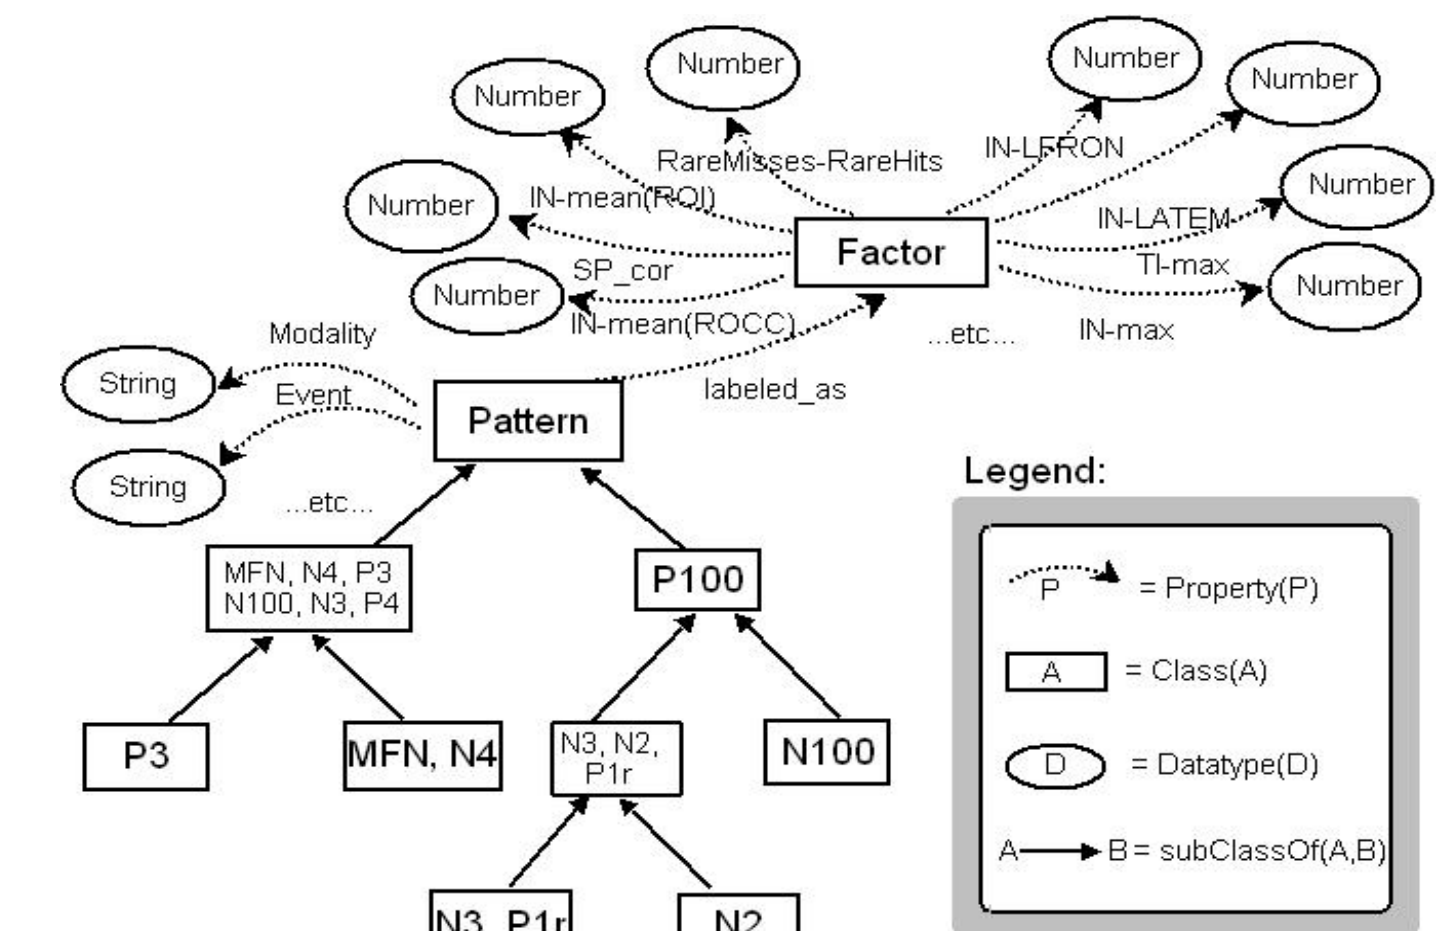 Number
Number
Number
Number
RareMisses-RareHits
IN-LFRON
Number
Number
IN-mean(ROI)
IN-LATEM
Number
Factor
SP_cor
TI-max
Number
Number
IN-mean(ROCC)
...etc...
IN-max
Modality
String
Event
labeled_as
Pattern
String
...etc...
MFN, N4, P3
N100, N3, P4
P100
P3
MFN, N4
N3, N2,
P1r
N100
N3, P1r
N2
Legend:
P = Property(P)
A = Class(A)
D = Datatype(D)
A B = subClassOf(A,B)